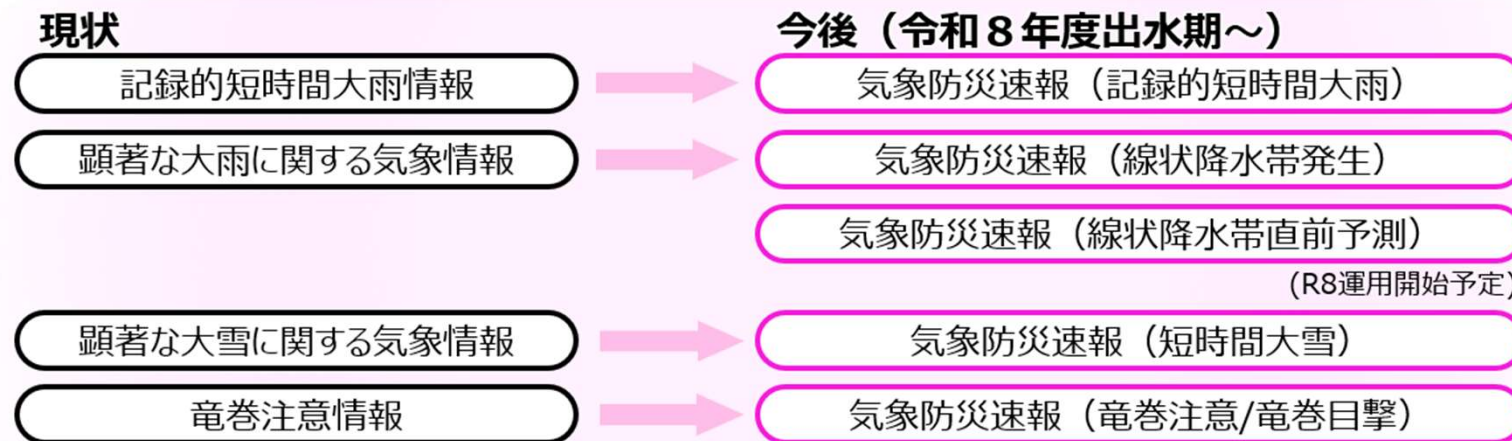 現状
今後（令和８年度出水期～）
記録的短時間大雨情報
気象防災速報（記録的短時間大雨）
顕著な大雨に関する気象情報
気象防災速報（線状降水帯発生）
気象防災速報（線状降水帯直前予測）
(R8運用開始予定)
顕著な大雪に関する気象情報
気象防災速報（短時間大雪）
竜巻注意情報
気象防災速報（竜巻注意/竜巻目撃）